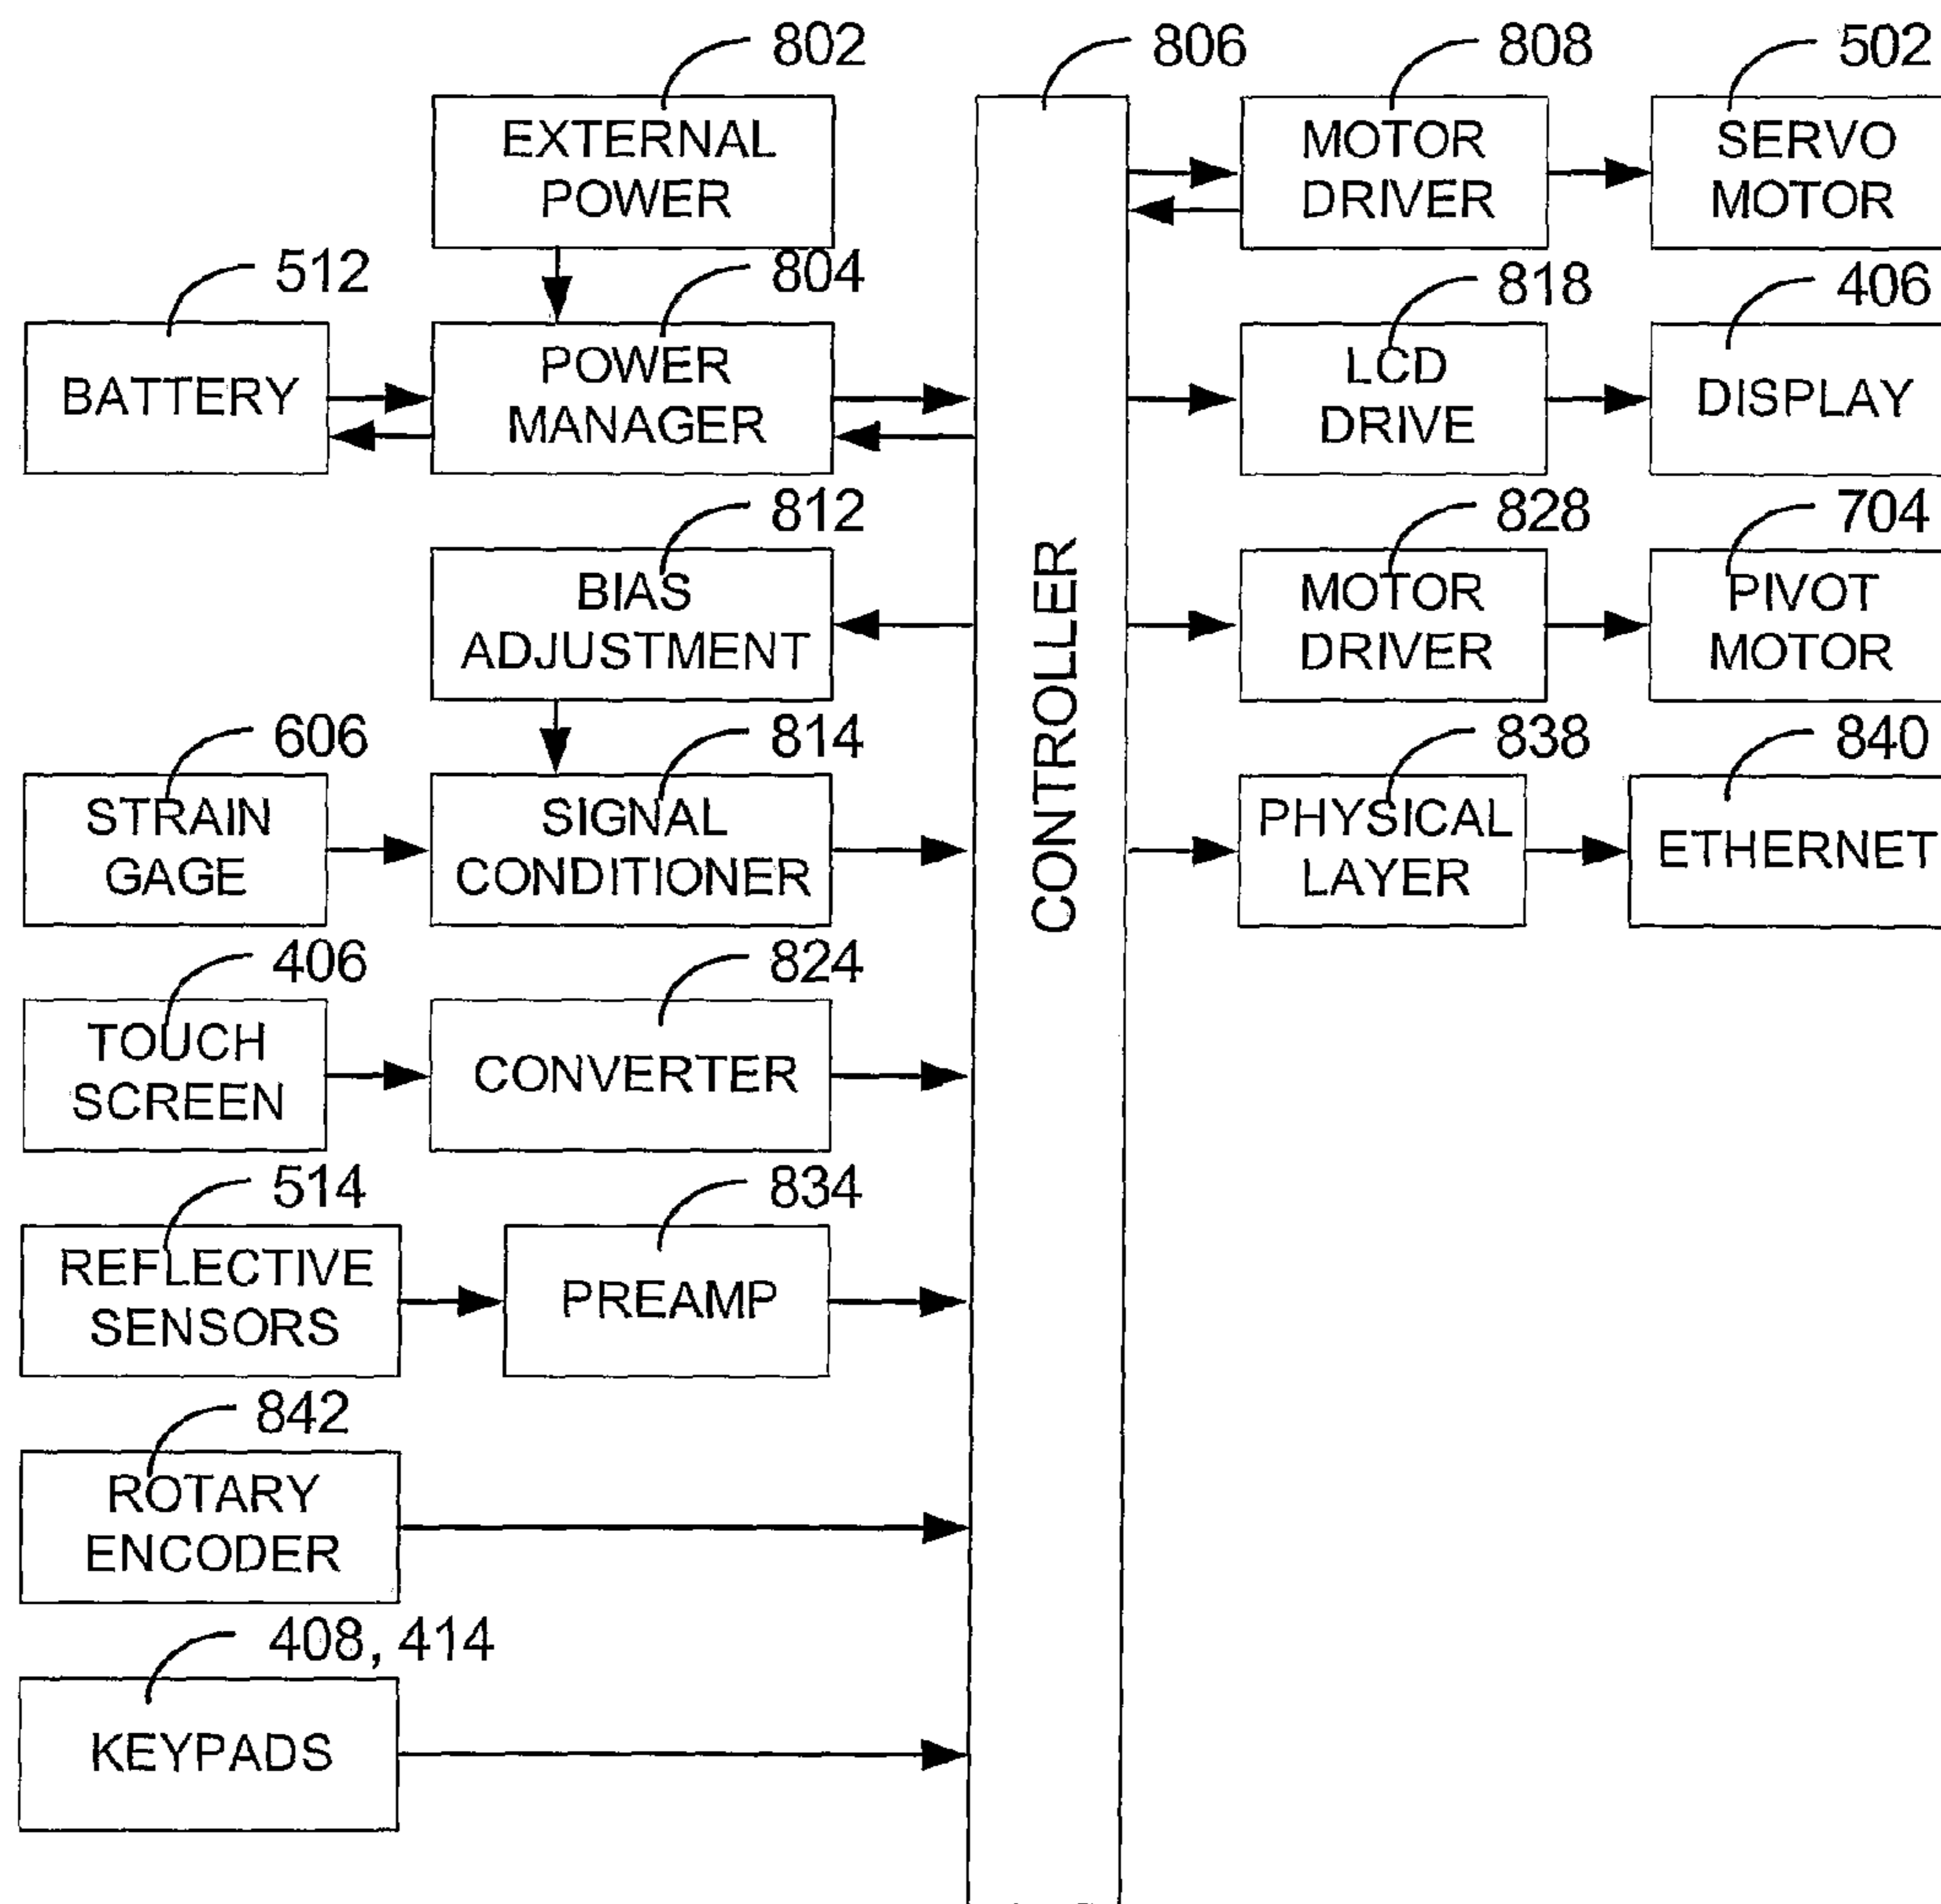 802
806
808
502
EXTERNAL
POWER
MOTOR
DRIVER
SERVO
MOTOR
512
804
818
406
BATTERY
POWER
MANAGER
LCD
DRIVE
DISPLAY
812
828
704
BIAS
ADJUSTMENT
CONTROLLER
MOTOR
DRIVER
PIVOT
MOTOR
606
814
838
840
STRAIN
GAGE
SIGNAL
CONDITIONER
PHYSICAL
LAYER
ETHERNET
406
824
TOUCH
SCREEN
CONVERTER
514
834
REFLECTIVE
SENSORS
PREAMP
842
ROTARY
ENCODER
408, 414
KEYPADS